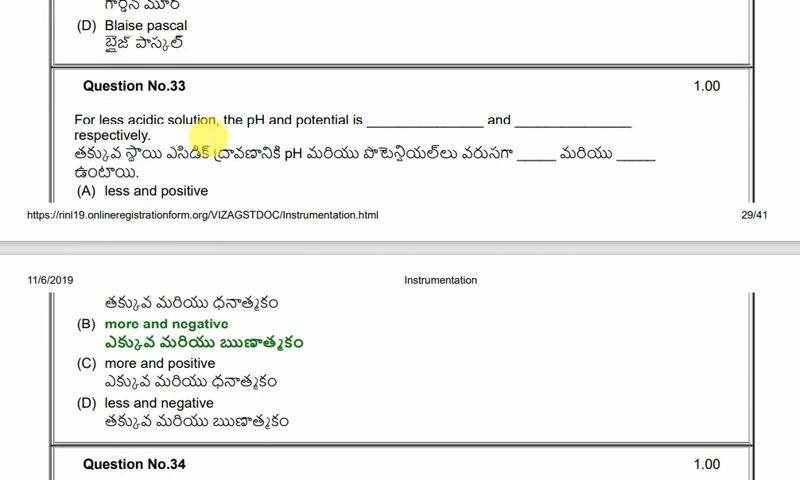 గార్డన్ మూర్
(D) Blaise pascal
బ్లైజ్ పాస్కల్
Question No.33 1.00
For less acidic solution, the pH and potential is ______________ and ______________
respectively.
తక్కువ స్థాయి ఎసిడిక్ ద్రావణానికి pH మరియు పొటెన్షియల్‌లు వరుసగా _____ మరియు _____
ఉంటాయి.
(A) less and positive
https://rinl19.onlineregistrationform.org/VIZAGSTDOC/Instrumentation.html 29/41
11/6/2019 Instrumentation
తక్కువ మరియు ధనాత్మకం
(B) more and negative
ఎక్కువ మరియు ఋణాత్మకం
(C) more and positive
ఎక్కువ మరియు ధనాత్మకం
(D) less and negative
తక్కువ మరియు ఋణాత్మకం
Question No.34 1.00